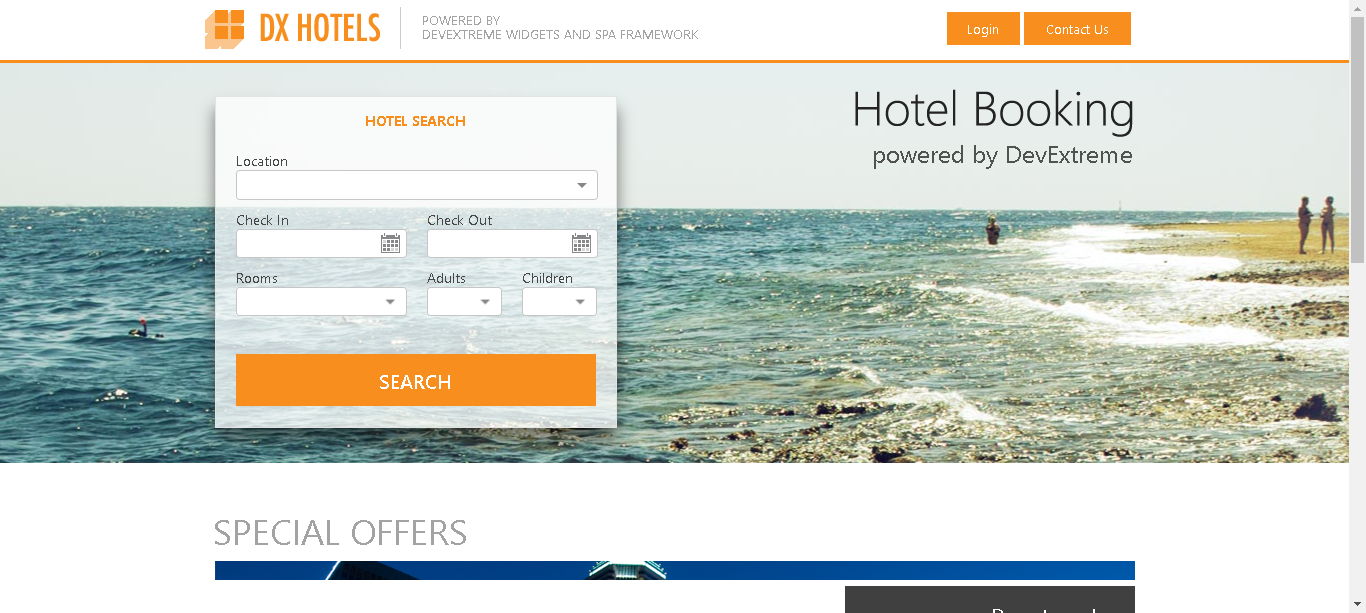 DX HOTELS
POWERED BY
DEVEXTREME WIDGETS AND SPA FRAMEWORK
Login
Contact Us
HOTEL SEARCH
Location
Check In
Check Out
Rooms
Adults
Children
SEARCH
Hotel Booking
powered by DevExtreme
SPECIAL OFFERS